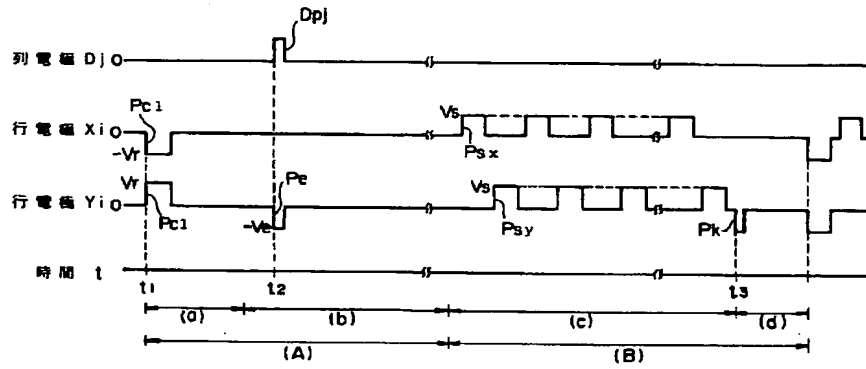 Dpj
列電極 Dj 0
Pc1
Vs
行電極 Xi 0
-Vr
Psx
Vr
Pe
Vs
行電極 Yi 0
Pc1
-Ve
Psy
Pk
時間 t
t1 t2 t3
(a) (b) (c) (d)
(A) (B)